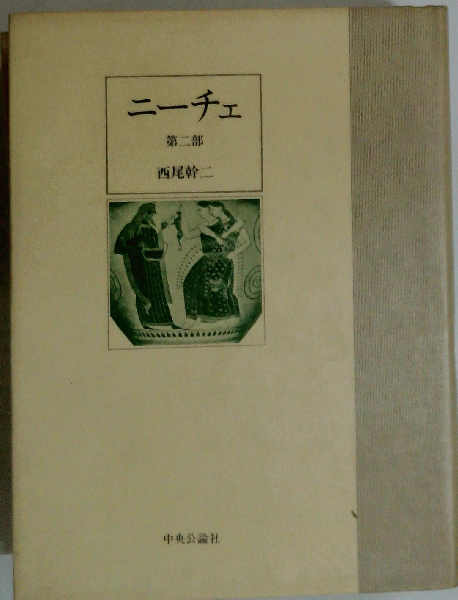 ニーチェ
第二部
西尾幹二
中央公論社